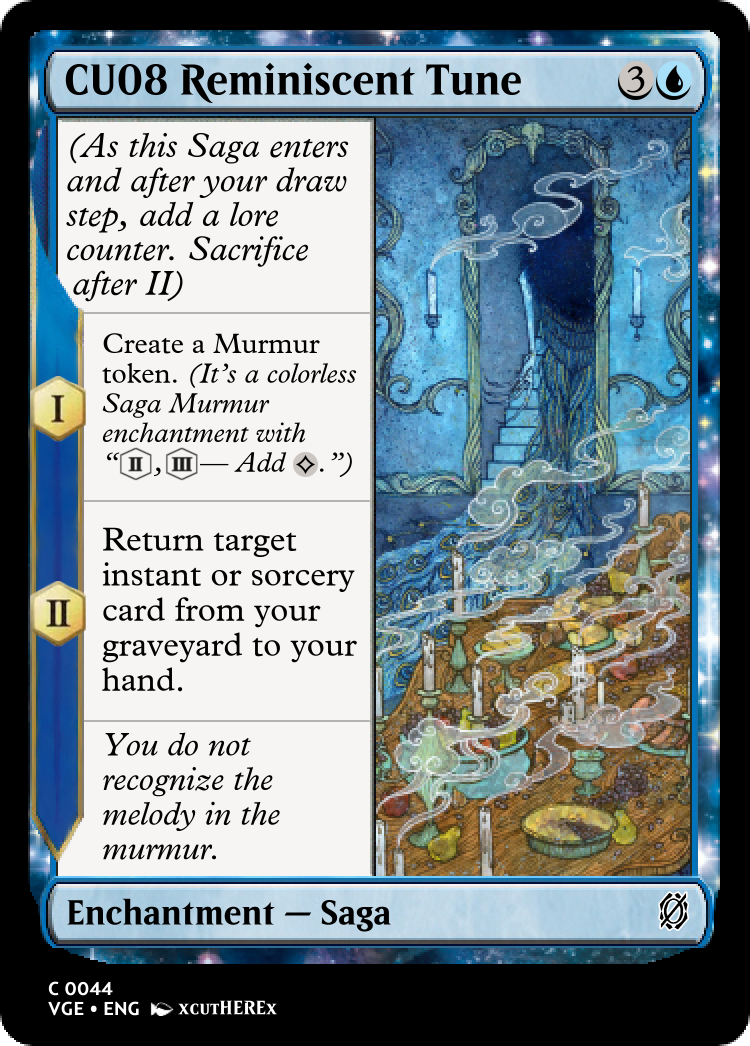 CU08 Reminiscent Tune 3
(As this Saga enters
and after your draw
step, add a lore
counter. Sacrifice
after II)
I
Create a Murmur
token. (It's a colorless
Saga Murmur
enchantment with
“II, III— Add .”)
II
Return target
instant or sorcery
card from your
graveyard to your
hand.
You do not
recognize the
melody in the
murmur.
Enchantment — Saga
C 0044
VGE • ENG xcutHEREx